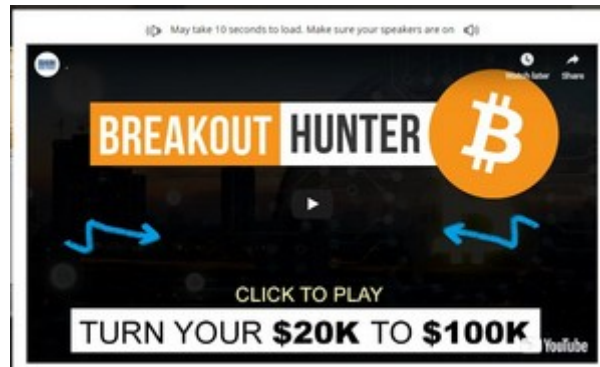 May take 10 seconds to load. Make sure your speakers are on
Watch later Share
BREAKOUT HUNTER
CLICK TO PLAY
TURN YOUR $20K TO $100K
YouTube